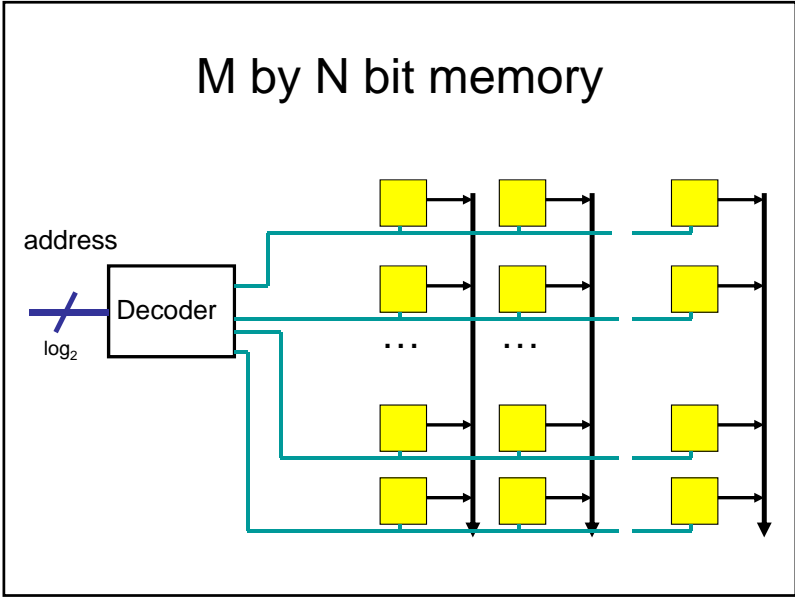 M by N bit memory
address
Decoder
log₂
... ...